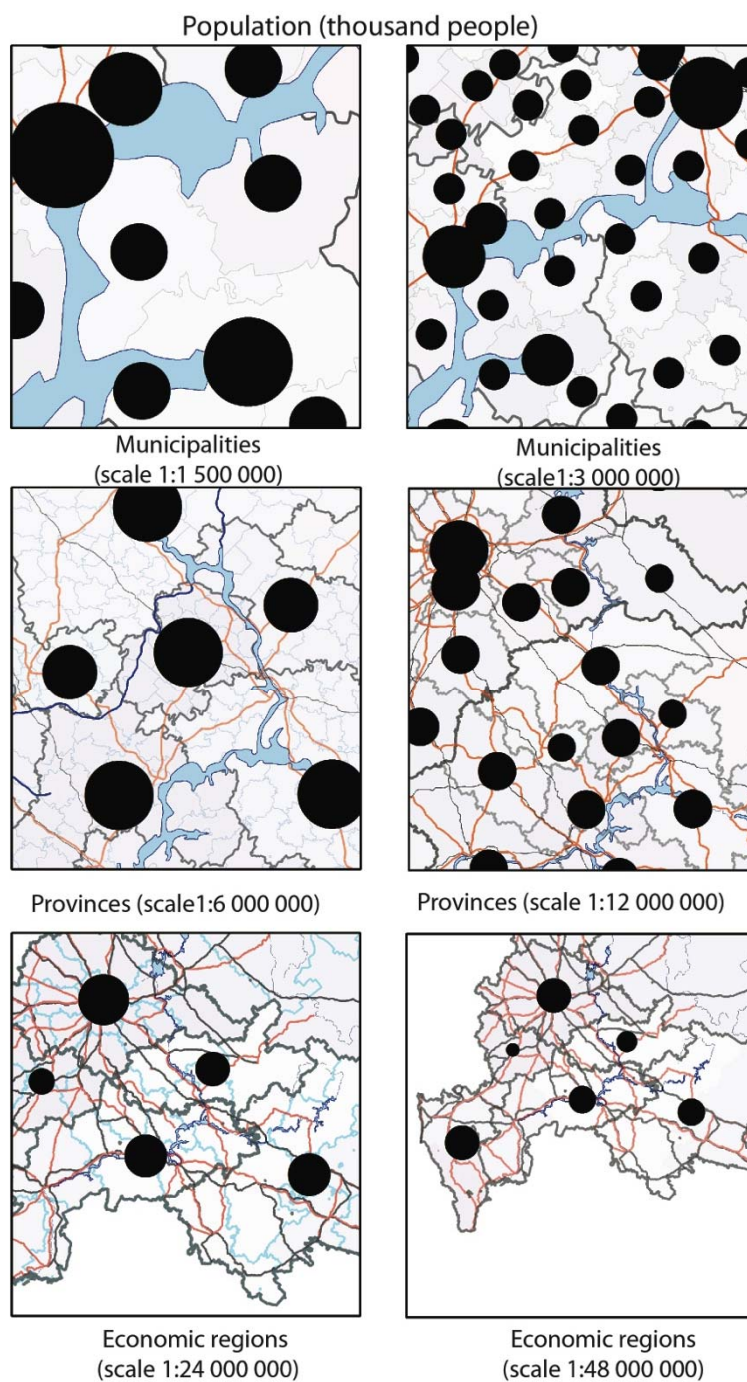 Population (thousand people)
Municipalities
(scale 1:1 500 000)
Municipalities
(scale1:3 000 000)
Provinces (scale1:6 000 000)
Provinces (scale 1:12 000 000)
Economic regions
(scale 1:24 000 000)
Economic regions
(scale 1:48 000 000)